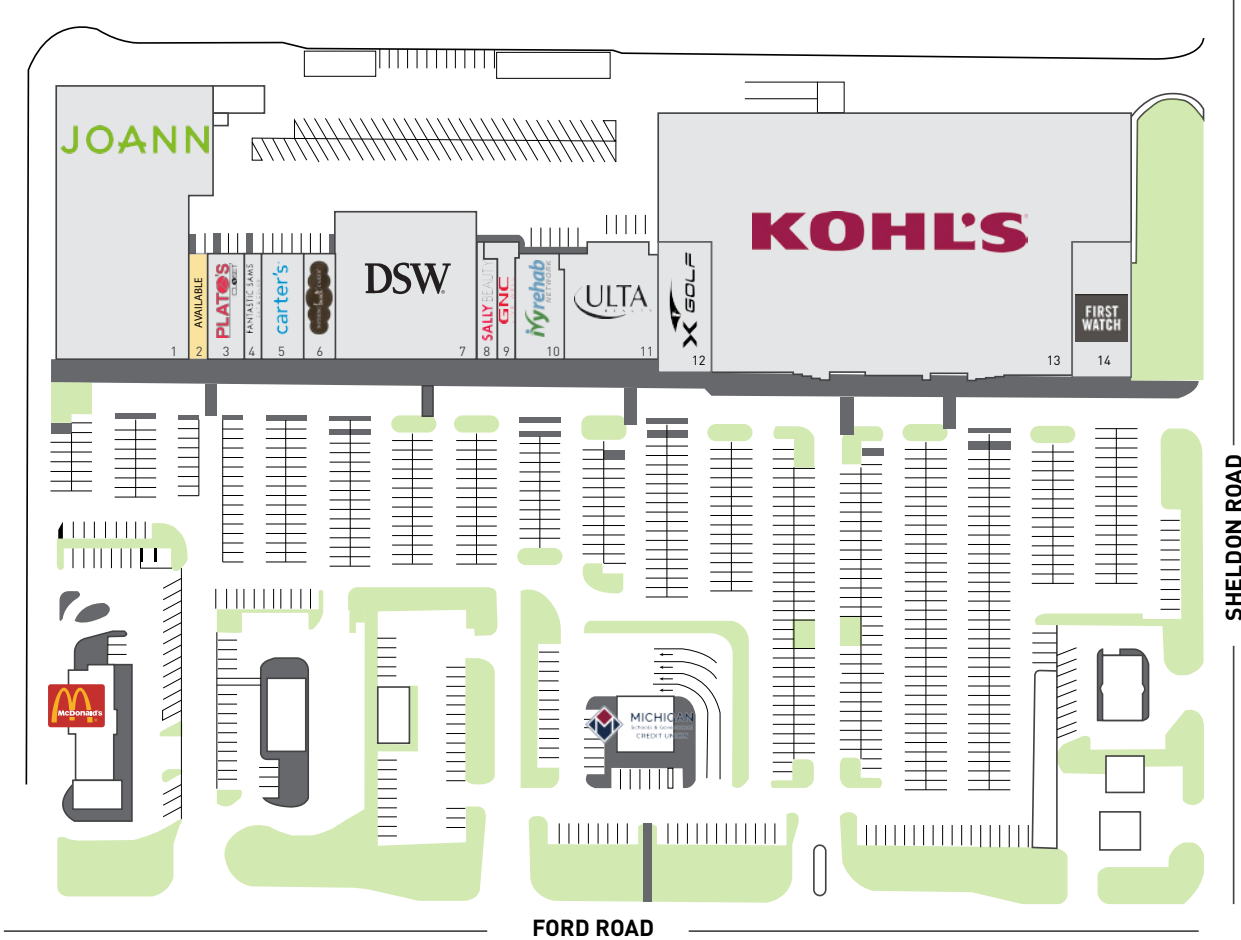 JOANN
KOHL'S
DSW
ULTA
BEAUTY
X GOLF
FIRST
WATCH
AVAILABLE
PLATO'S
CLOSET
FANTASTIC SAMS
carter's
SALLY BEAUTY
GNC
ivyrehab
NETWORK
1
2
3
4
5
6
7
8
9
10
11
12
13
14
SHELDON ROAD
McDonald's
MICHIGAN
CREDIT UNION
FORD ROAD